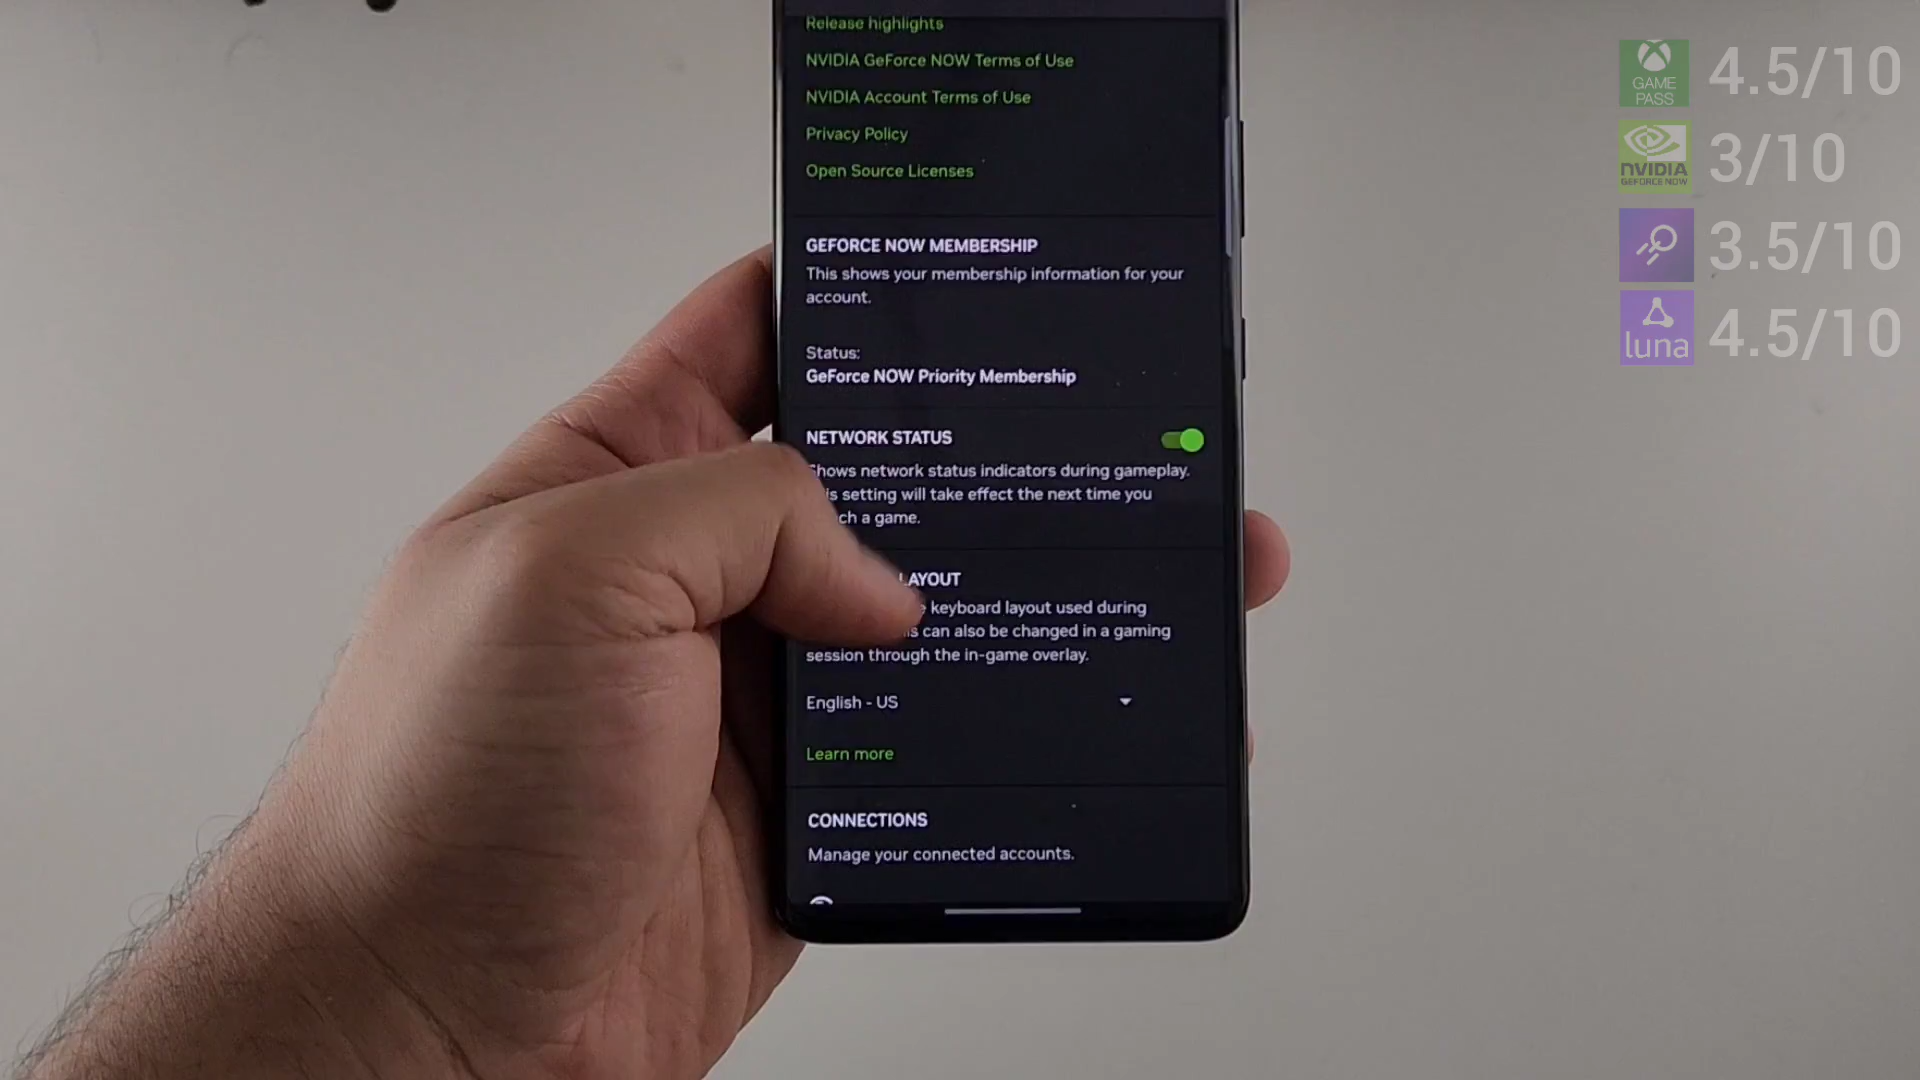 Release highlights
NVIDIA GeForce NOW Terms of Use
NVIDIA Account Terms of Use
Privacy Policy
Open Source Licenses
GEFORCE NOW MEMBERSHIP
This shows your membership information for your
account.
Status:
GeForce NOW Priority Membership
NETWORK STATUS
hows network status indicators during gameplay.
is setting will take effect the next time you
ch a game.
LAYOUT
keyboard layout used during
is can also be changed in a gaming
session through the in-game overlay.
English - US
Learn more
CONNECTIONS
Manage your connected accounts.
GAME
PASS
4.5/10
NVIDIA
GEFORCE NOW
3/10
3.5/10
luna
4.5/10